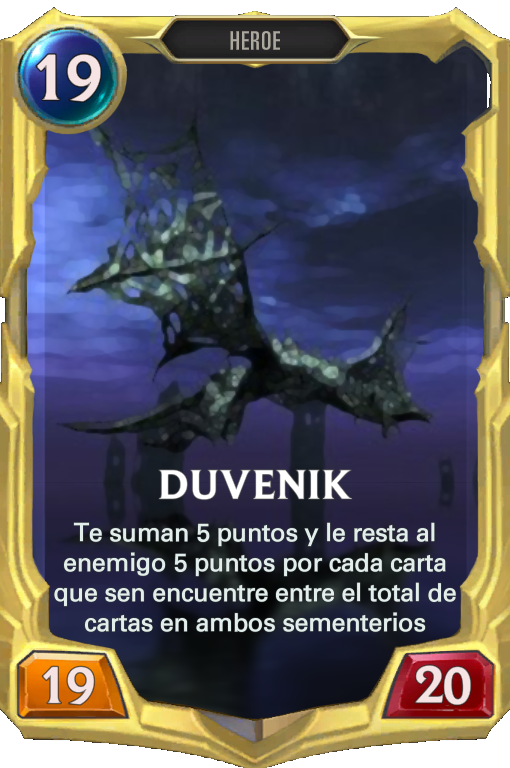 HEROE
19
DUVENIK
Te suman 5 puntos y le resta al
enemigo 5 puntos por cada carta
que sen encuentre entre el total de
cartas en ambos sementerios
19
20